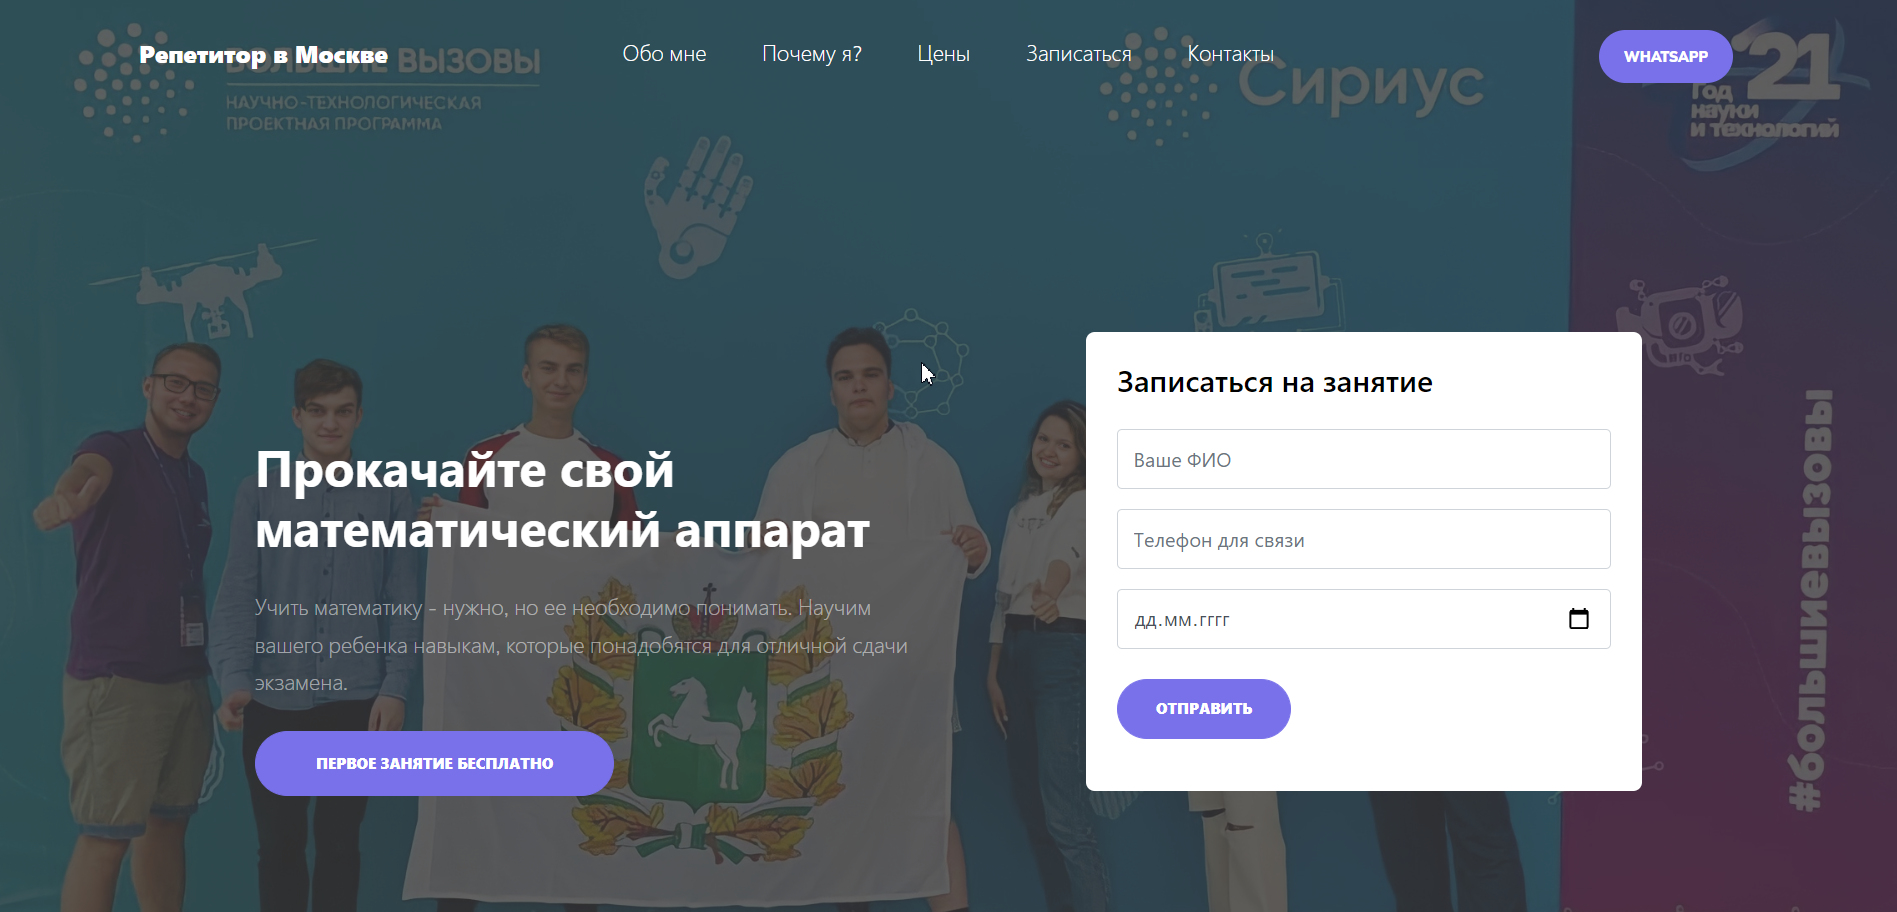 Репетитор в Москве
Обо мне
Почему я?
Цены
Записаться
Контакты
WHATSAPP
БОЛЬШИЕ ВЫЗОВЫ
НАУЧНО-ТЕХНОЛОГИЧЕСКАЯ
ПРОЕКТНАЯ ПРОГРАММА
Сириус
'21
год
науки
и технологий
Прокачайте свой
математический аппарат
Учить математику - нужно, но ее необходимо понимать. Научим
вашего ребенка навыкам, которые понадобятся для отличной сдачи
экзамена.
ПЕРВОЕ ЗАНЯТИЕ БЕСПЛАТНО
Записаться на занятие
Ваше ФИО
Телефон для связи
дд.мм.гггг
ОТПРАВИТЬ
#большиевызовы